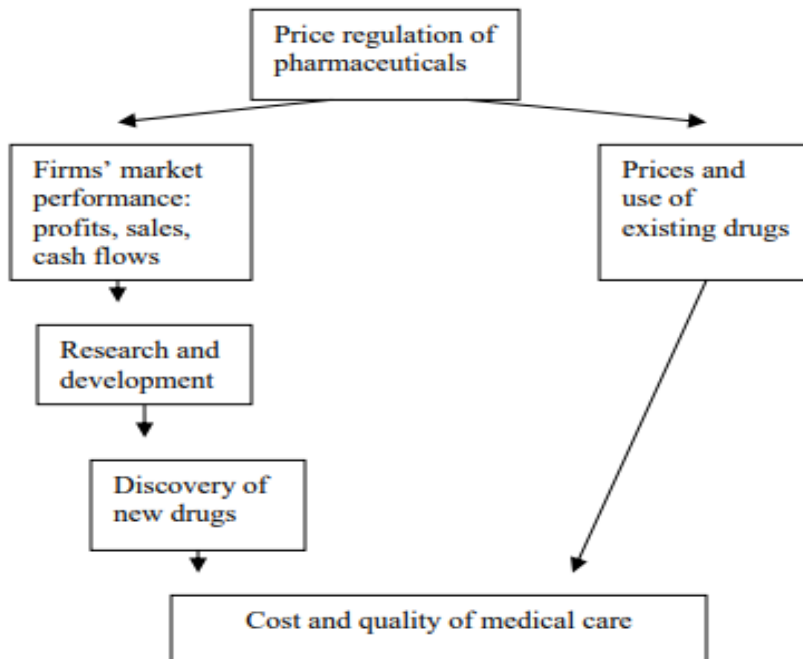 Price regulation of
pharmaceuticals
Firms’ market
performance:
profits, sales,
cash flows
Prices and
use of
existing drugs
Research and
development
Discovery of
new drugs
Cost and quality of medical care